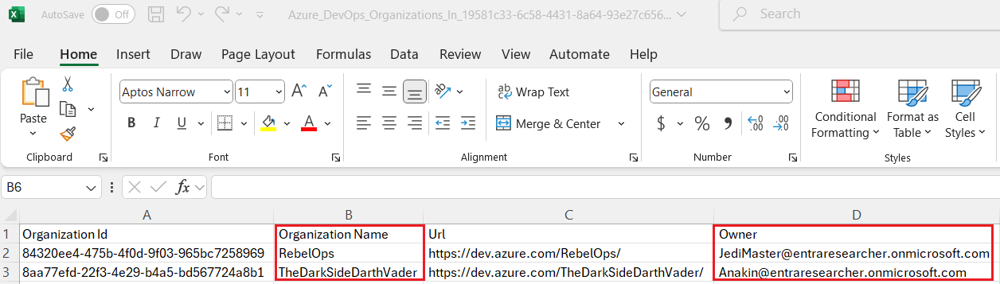 AutoSave Off Azure_DevOps_Organizations_In_19581c33-6c58-4431-8a64-93e27c656... Search
File Home Insert Draw Page Layout Formulas Data Review View Automate Help
Paste
Aptos Narrow 11
B I U A
ab Wrap Text
Merge & Center
General
$ %
Conditional Formatting
Format as Table
Cell Styles
Clipboard Font Alignment Number Styles
B6 fx
A B C D
1 Organization Id Organization Name Url Owner
2 84320ee4-475b-4f0d-9f03-965bc7258969 RebelOps https://dev.azure.com/RebelOps/ JediMaster@entraresearcher.onmicrosoft.com
3 8aa77efd-22f3-4e29-b4a5-bd567724a8b1 TheDarkSideDarthVader https://dev.azure.com/TheDarkSideDarthVader/ Anakin@entraresearcher.onmicrosoft.com